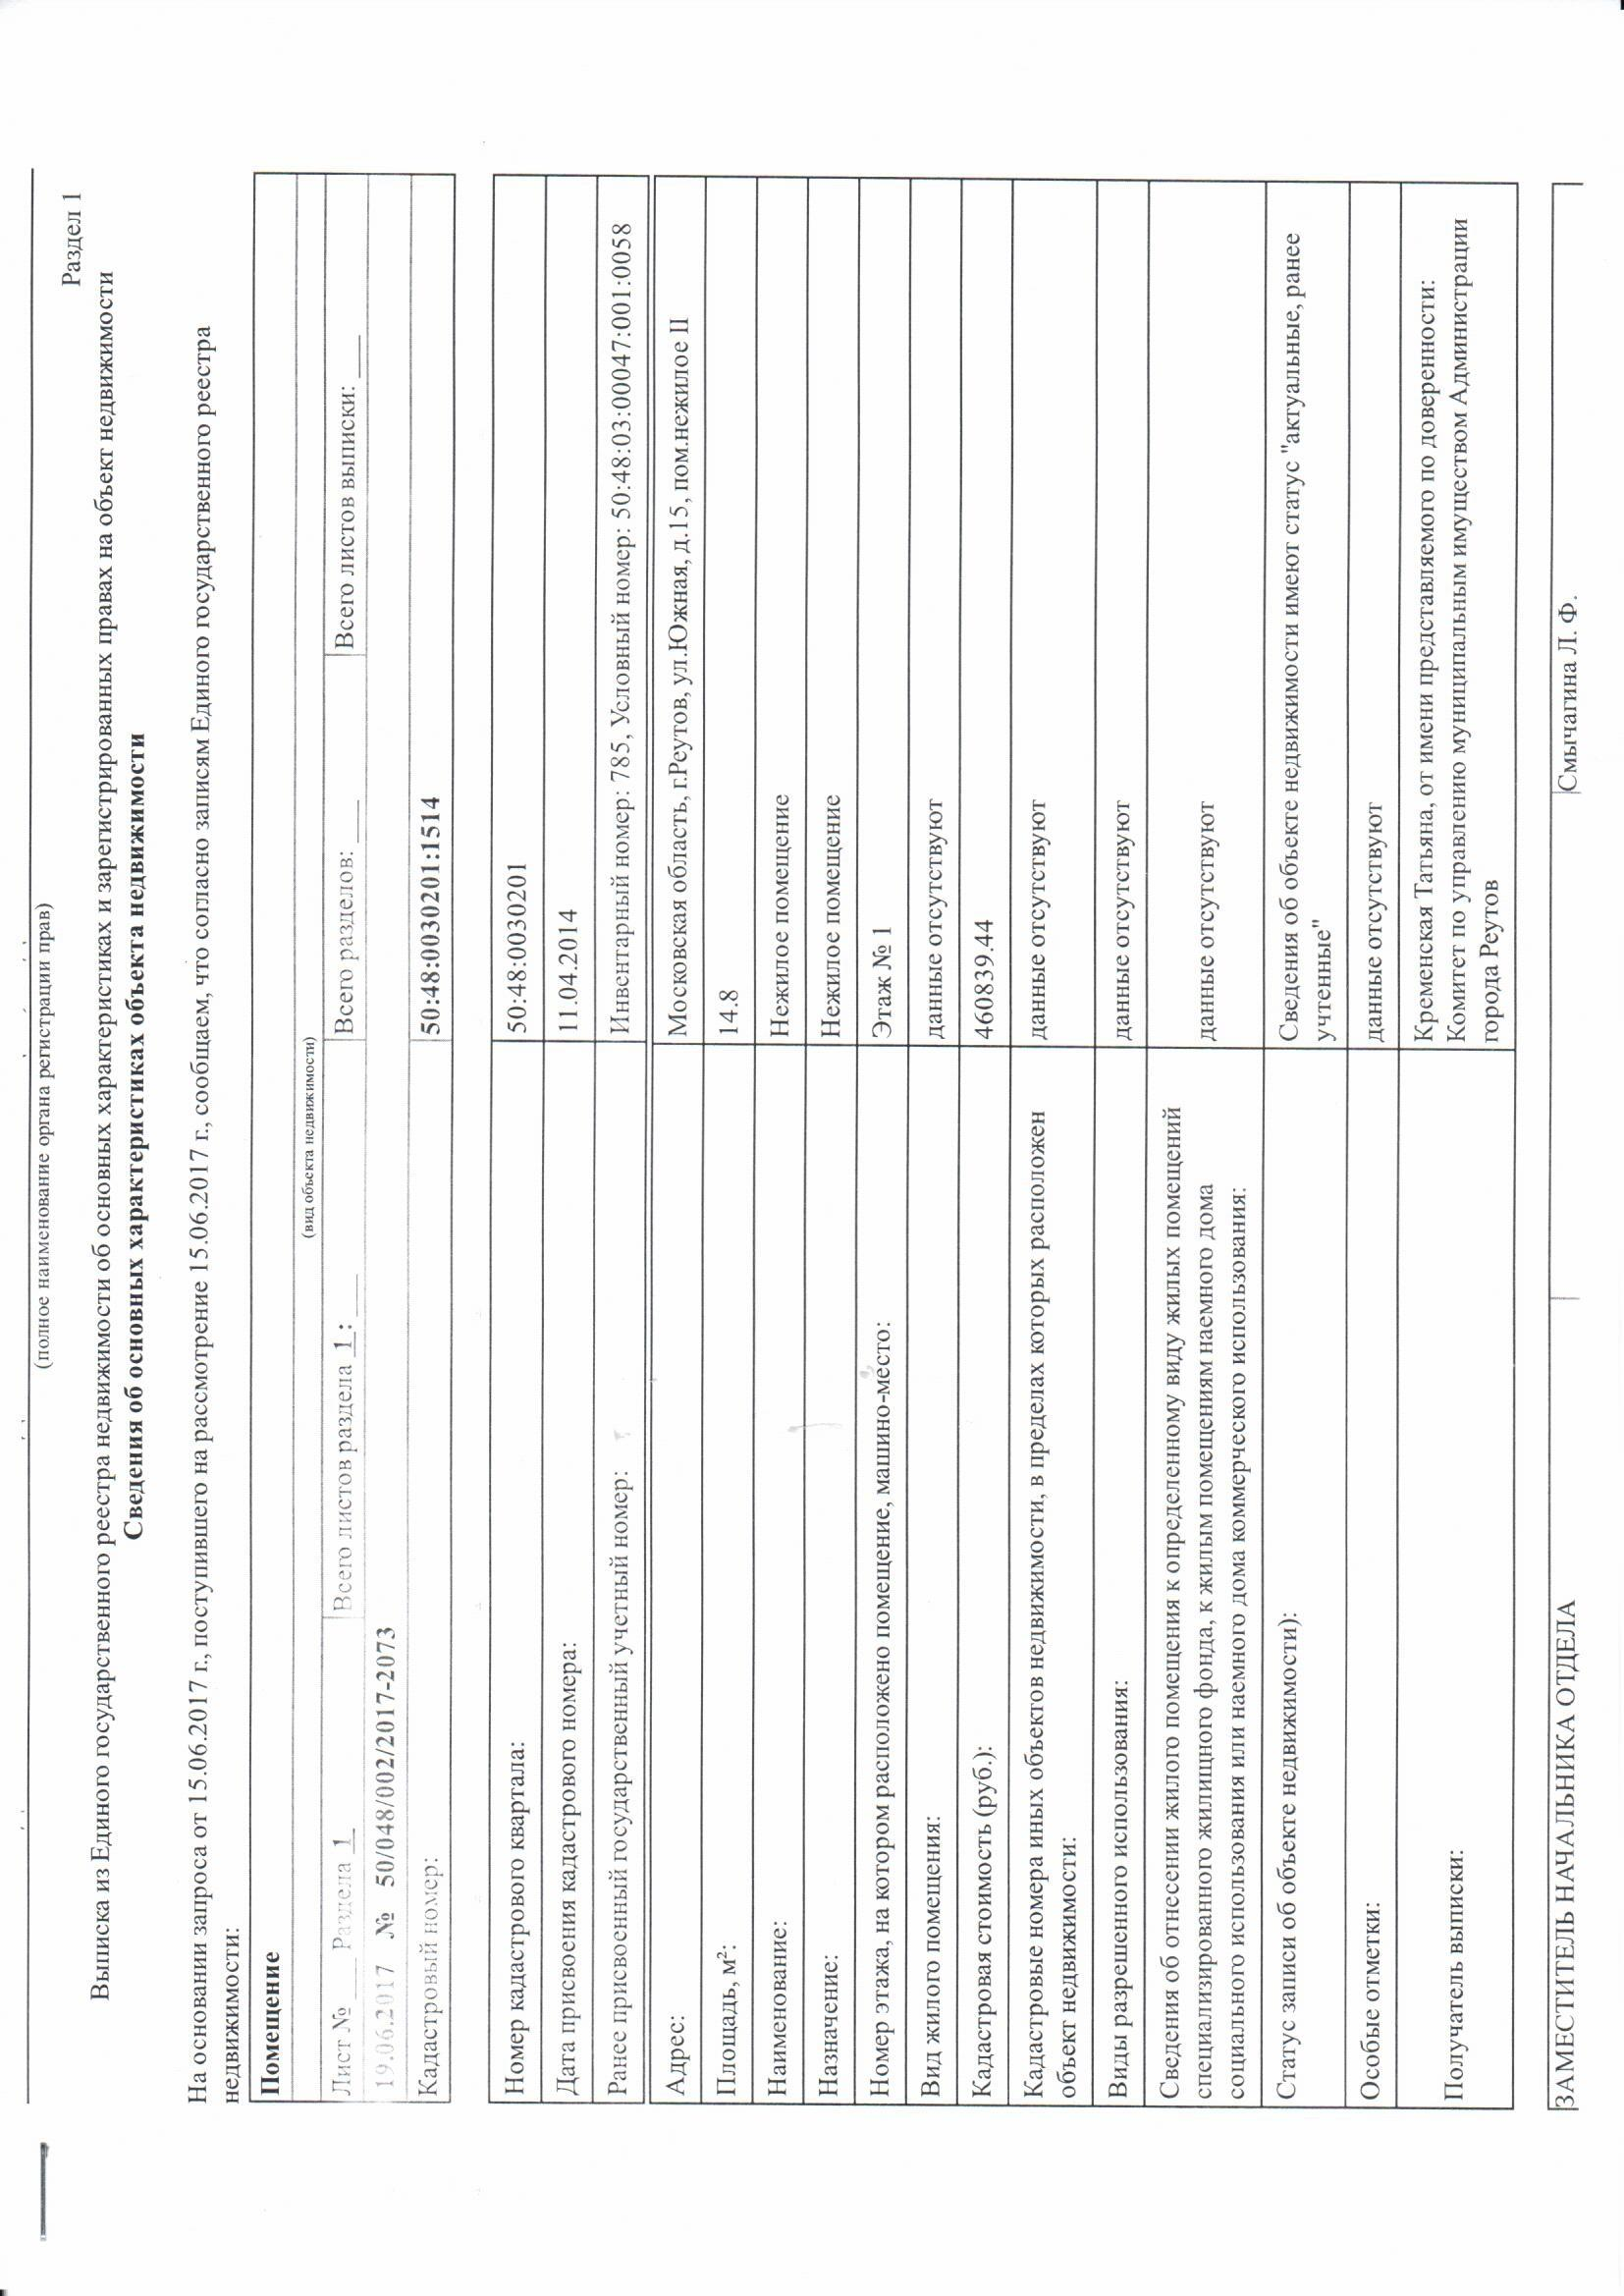 (полное наименование органа регистрации прав)
Раздел 1
Выписка из Единого государственного реестра недвижимости об основных характеристиках и зарегистрированных правах на объект недвижимости
Сведения об основных характеристиках объекта недвижимости
На основании запроса от 15.06.2017 г., поступившего на рассмотрение 15.06.2017 г., сообщаем, что согласно записям Единого государственного реестра
недвижимости:
Помещение
(вид объекта недвижимости)
Лист № ___ Раздела 1 Всего листов раздела 1 : ___ Всего разделов: ___ Всего листов выписки: ___
19.06.2017 № 50/048/002/2017-2073
Кадастровый номер: 50:48:0030201:1514
Номер кадастрового квартала: 50:48:0030201
Дата присвоения кадастрового номера: 11.04.2014
Ранее присвоенный государственный учетный номер: Инвентарный номер: 785, Условный номер: 50:48:03:00047:001:0058
Адрес: Московская область, г.Реутов, ул.Южная, д.15, пом.нежилое II
Площадь, м²: 14.8
Наименование: Нежилое помещение
Назначение: Нежилое помещение
Номер этажа, на котором расположено помещение, машино-место: Этаж № 1
Вид жилого помещения: данные отсутствуют
Кадастровая стоимость (руб.): 460839.44
Кадастровые номера иных объектов недвижимости, в пределах которых расположен
объект недвижимости: данные отсутствуют
Виды разрешенного использования: данные отсутствуют
Сведения об отнесении жилого помещения к определенному виду жилых помещений
специализированного жилищного фонда, к жилым помещениям наемного дома
социального использования или наемного дома коммерческого использования: данные отсутствуют
Статус записи об объекте недвижимости): Сведения об объекте недвижимости имеют статус "актуальные, ранее
учтенные"
Особые отметки: данные отсутствуют
Получатель выписки: Кременская Татьяна, от имени представляемого по доверенности:
Комитет по управлению муниципальным имуществом Администрации
города Реутов
ЗАМЕСТИТЕЛЬ НАЧАЛЬНИКА ОТДЕЛА Смычагина Л. Ф.